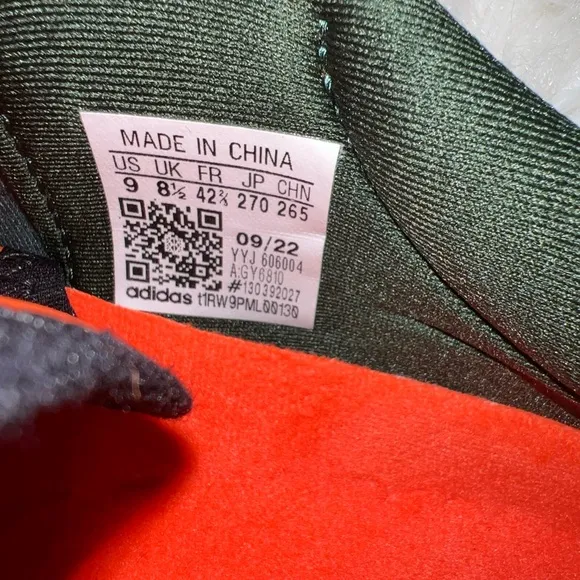 MADE IN CHINA
US UK FR JP CHN
9 8½ 42⅔ 270 265
09/22
YYJ 606004
A:GY6810
#130392027
adidas t1RW9PML00130